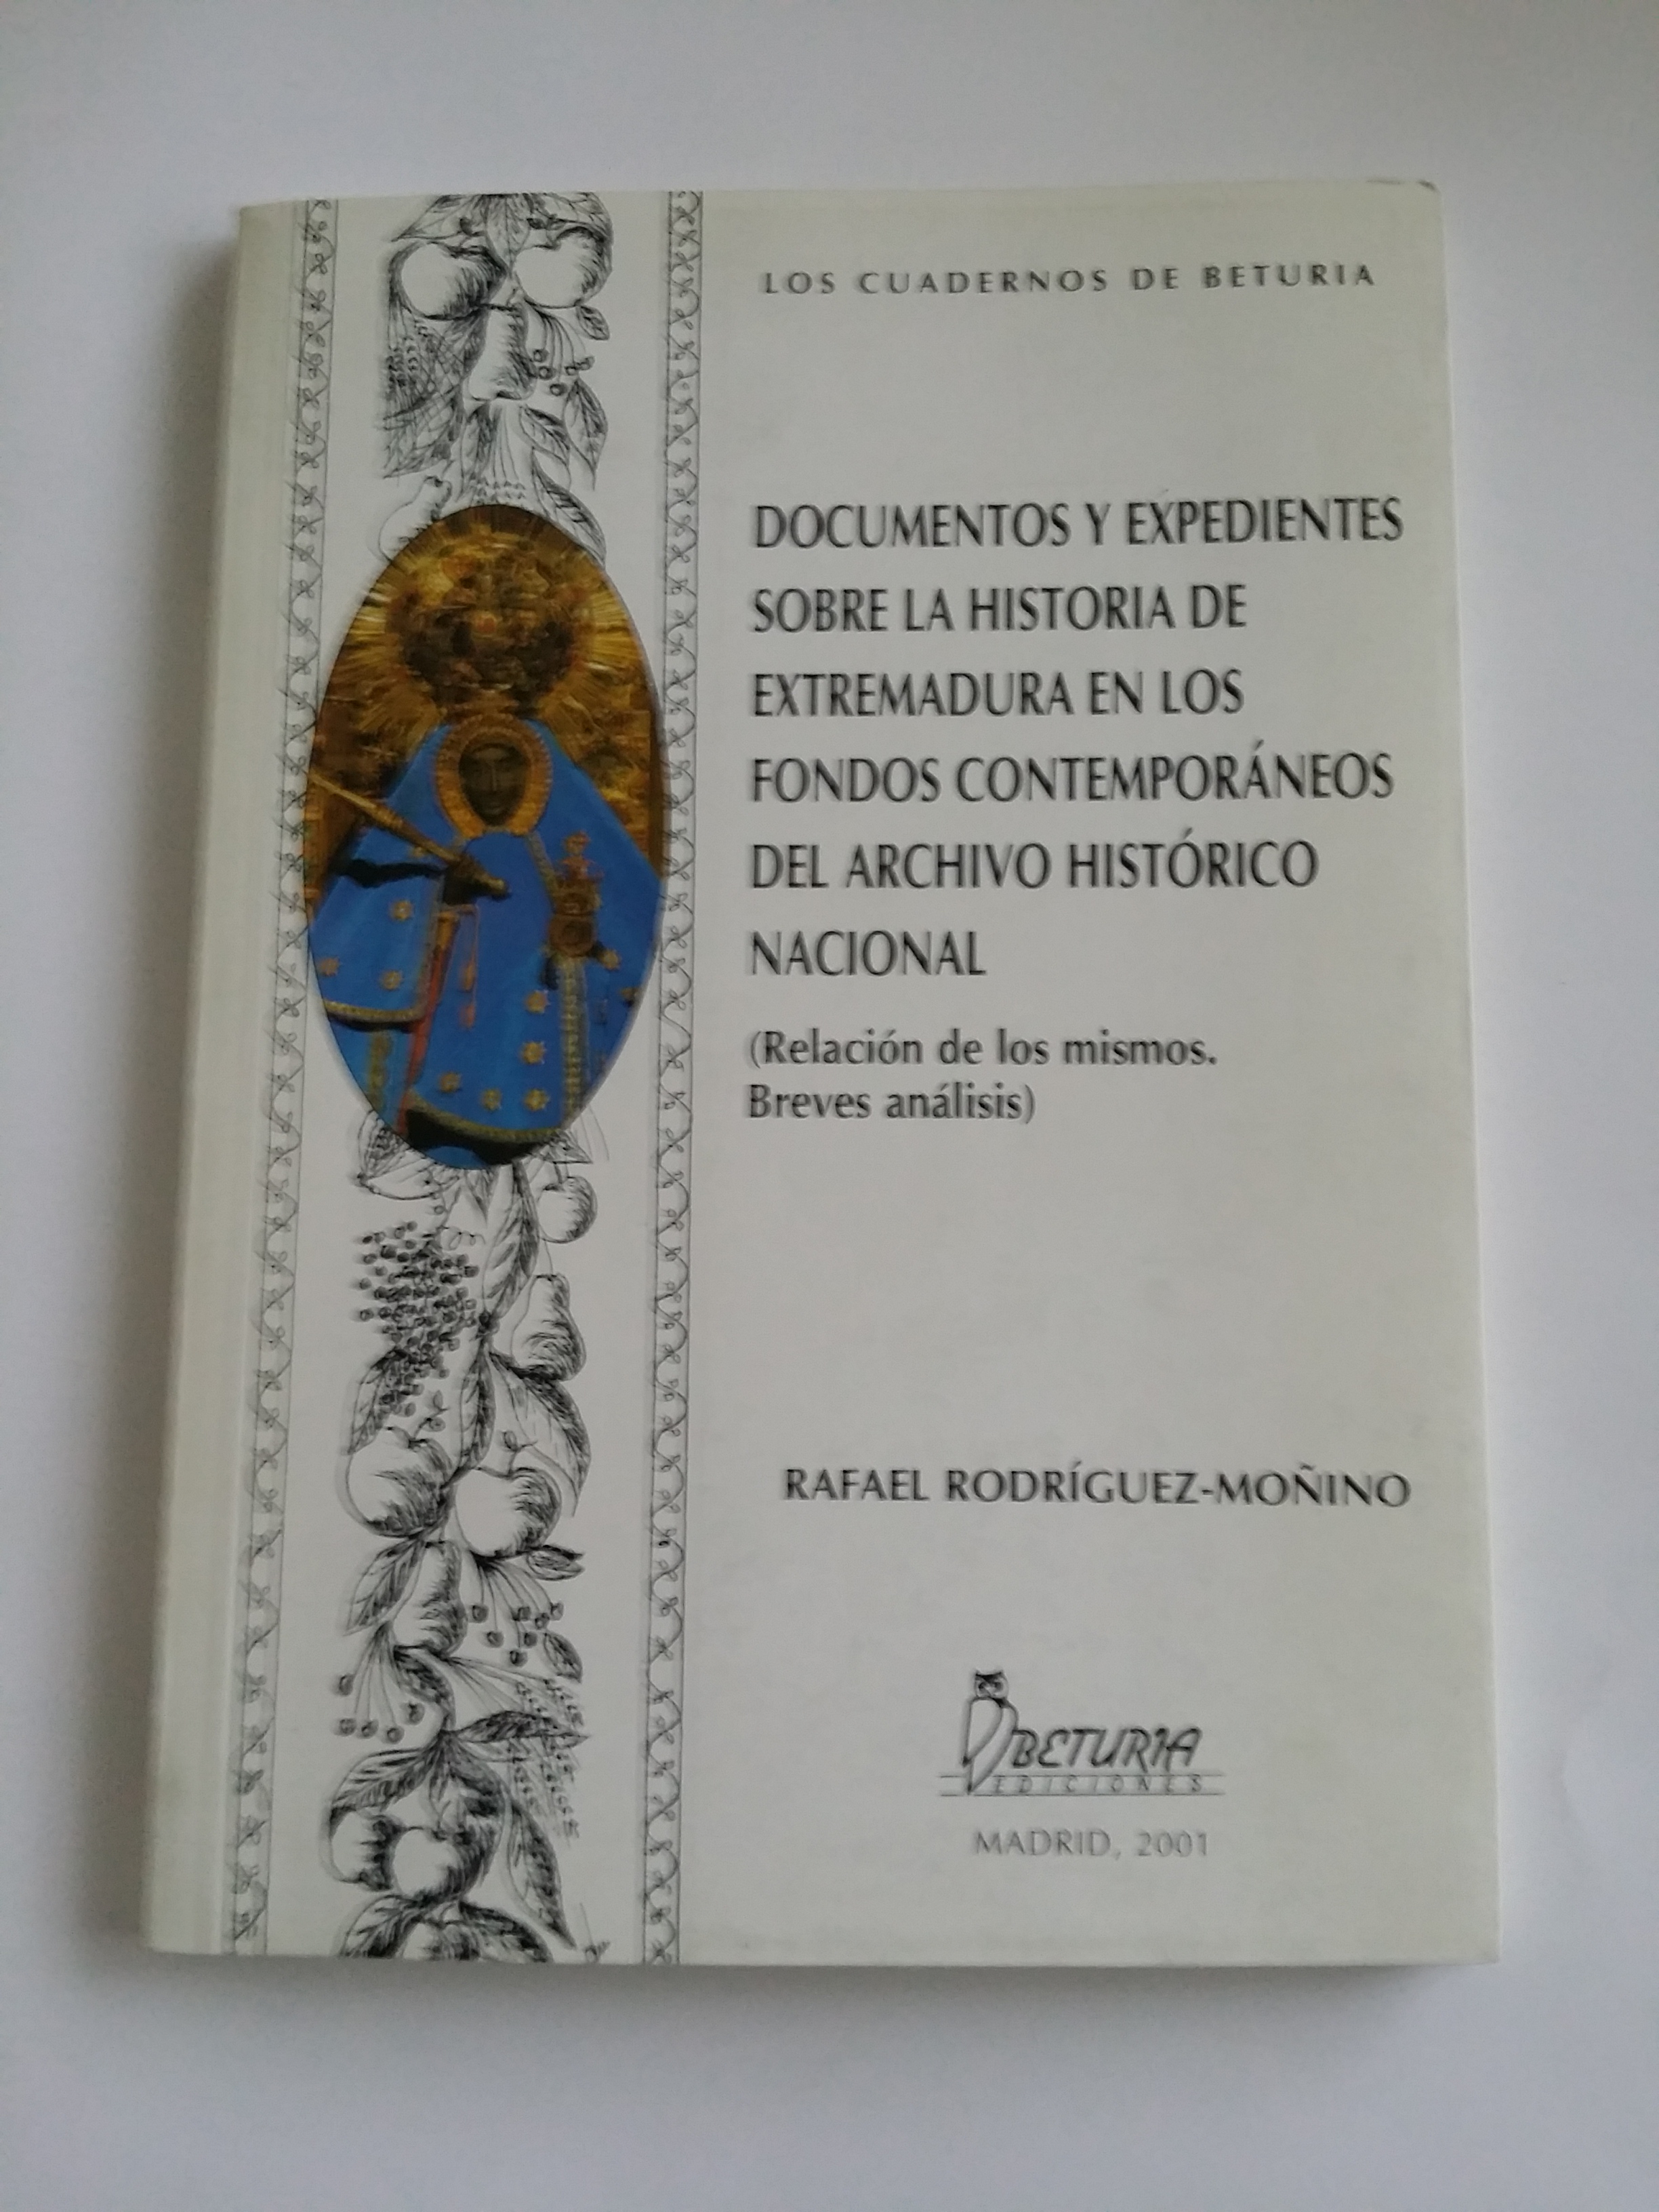 LOS CUADERNOS DE BETURIA
DOCUMENTOS Y EXPEDIENTES
SOBRE LA HISTORIA DE
EXTREMADURA EN LOS
FONDOS CONTEMPORÁNEOS
DEL ARCHIVO HISTÓRICO
NACIONAL
(Relación de los mismos.
Breves análisis)
RAFAEL RODRÍGUEZ-MOÑINO
BETURIA
EDICIONES
MADRID, 2001